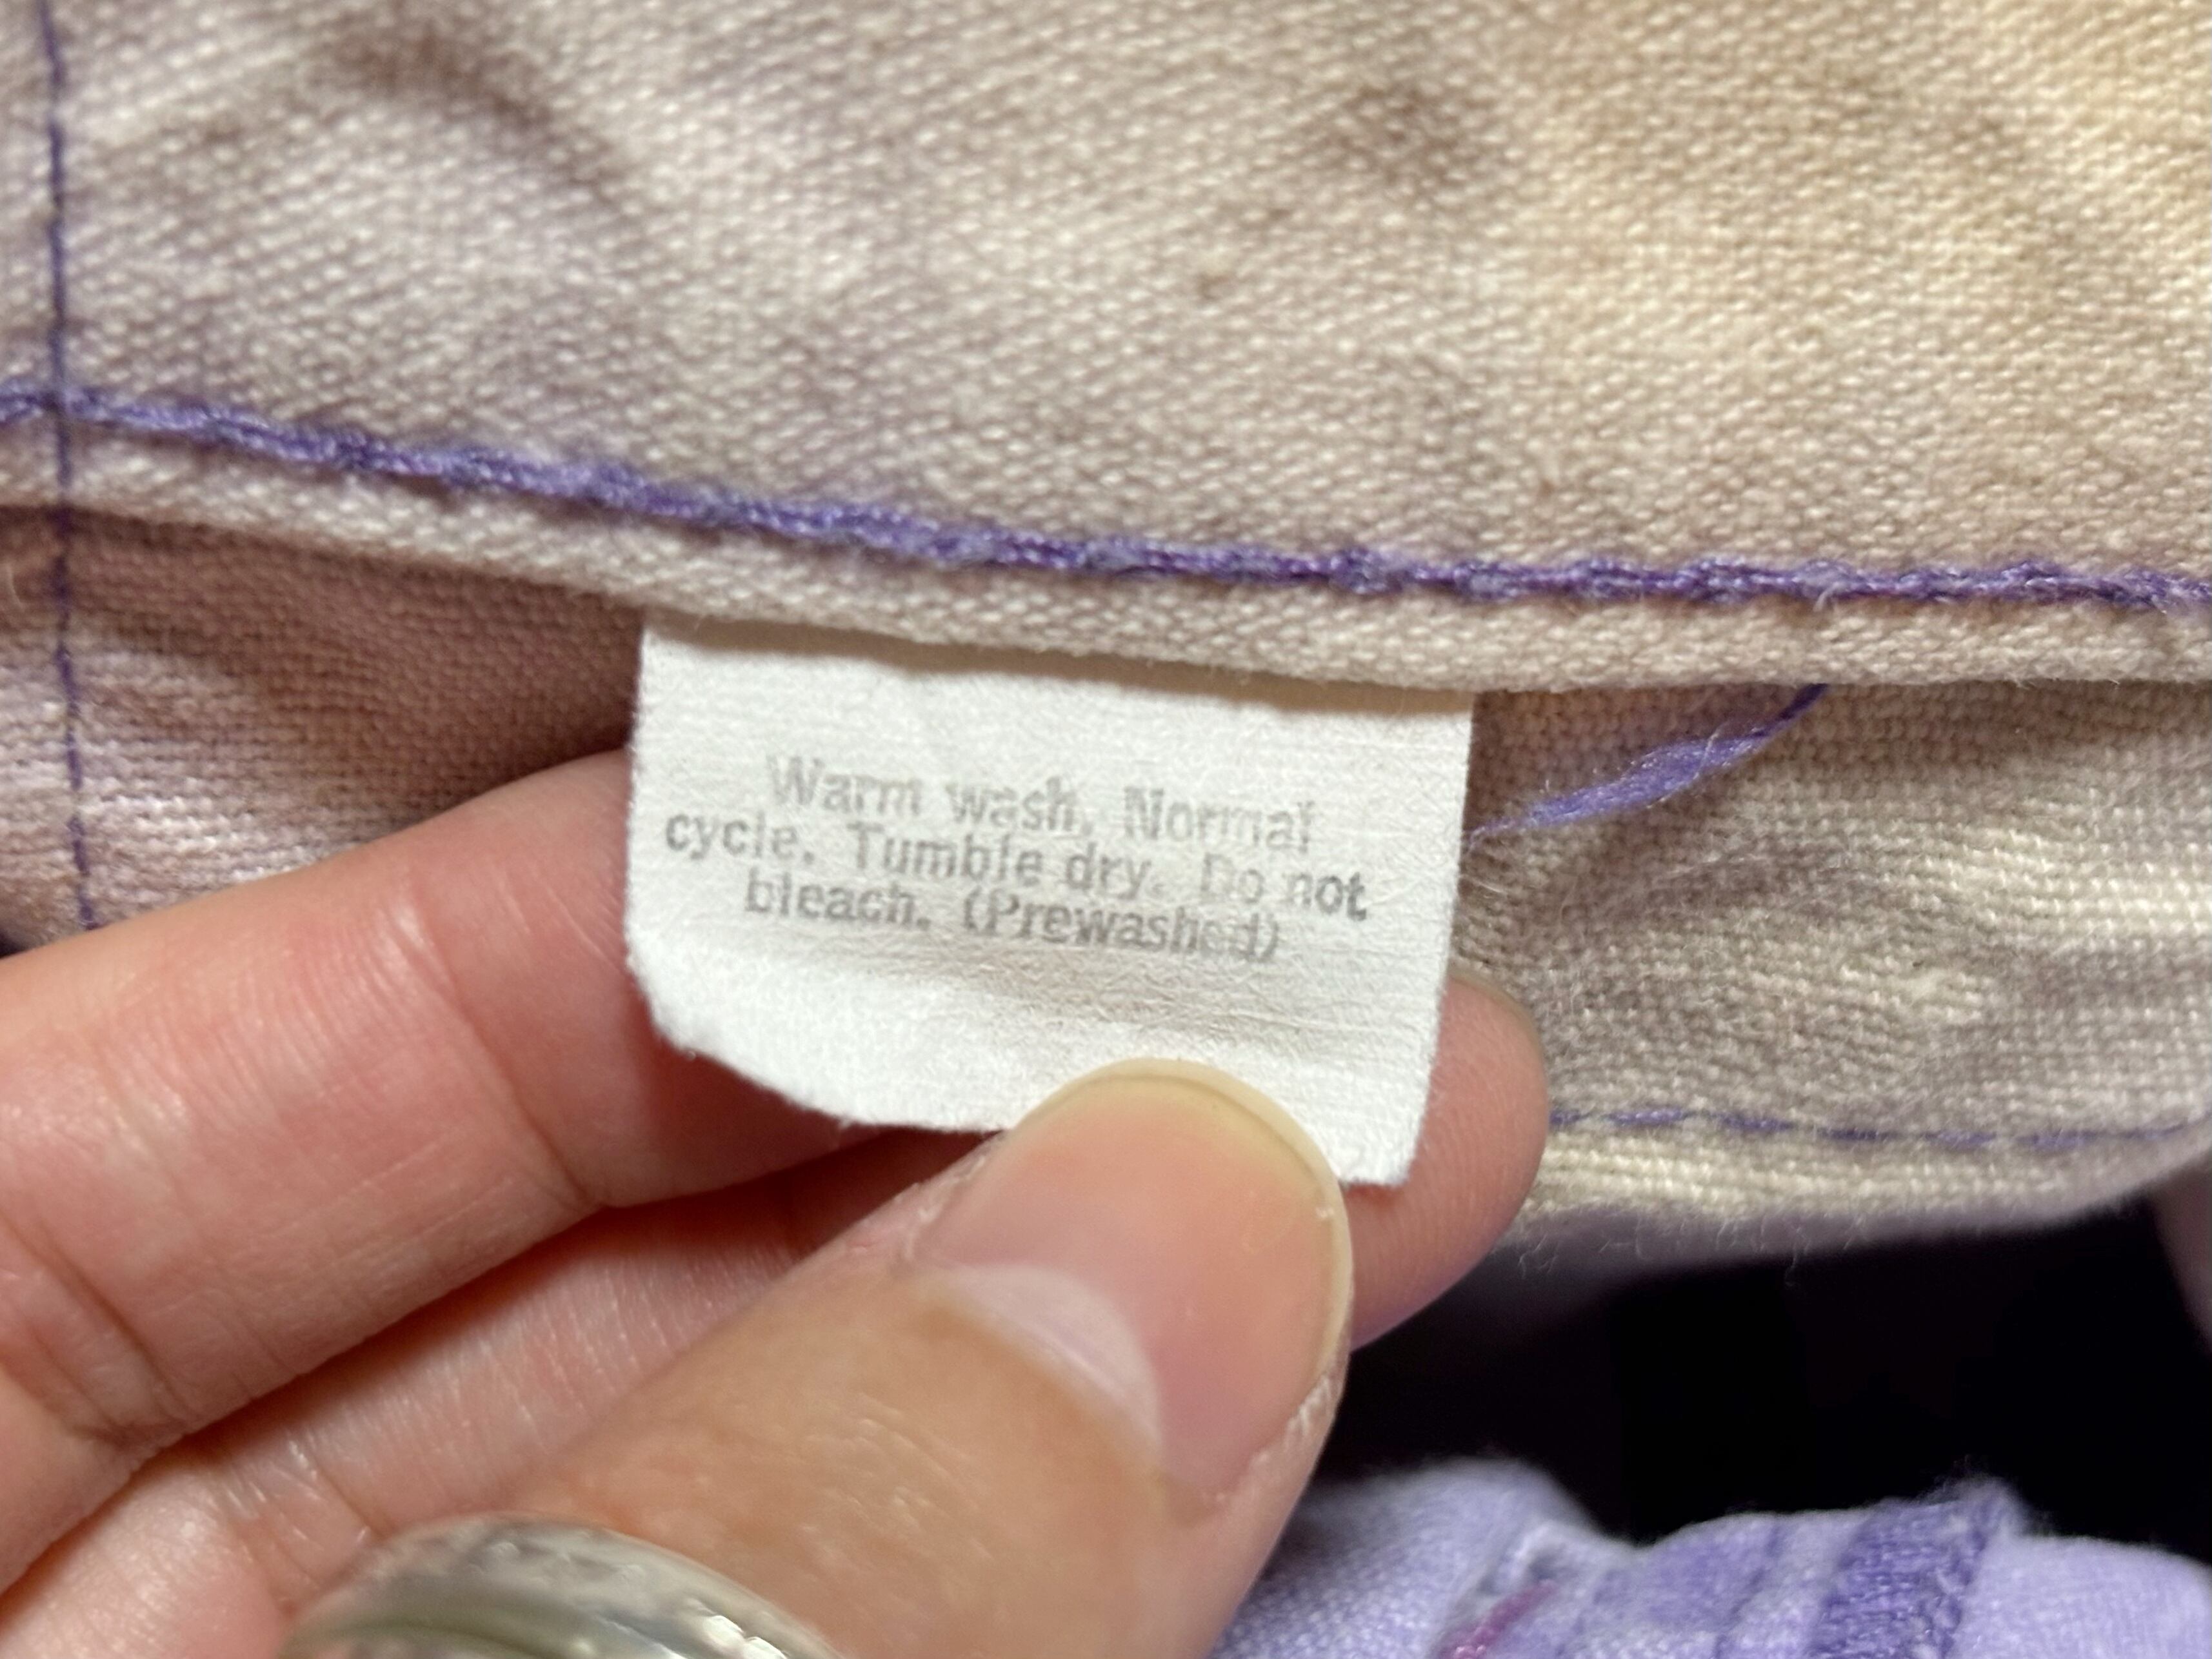 Warm wash. Normal
cycle. Tumble dry. Do not
bleach. (Prewashed)